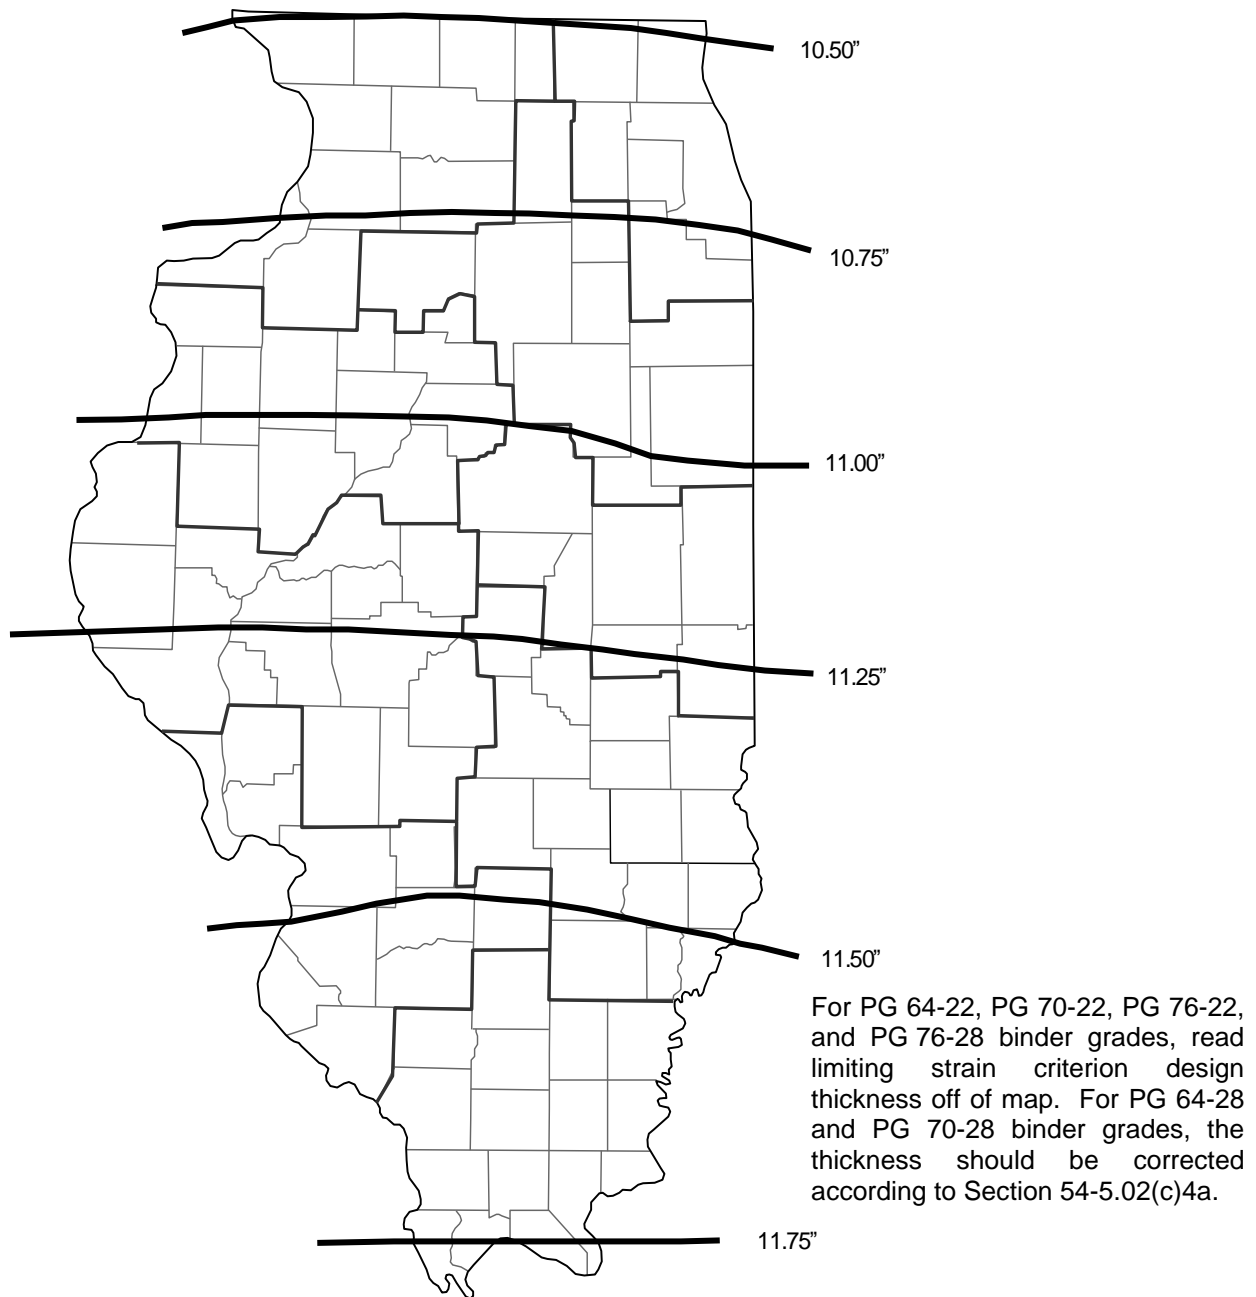 10.50”
10.75”
11.00”
11.25”
11.50”
For PG 64-22, PG 70-22, PG 76-22,
and PG 76-28 binder grades, read
limiting strain criterion design
thickness off of map. For PG 64-28
and PG 70-28 binder grades, the
thickness should be corrected
according to Section 54-5.02(c)4a.
11.75”